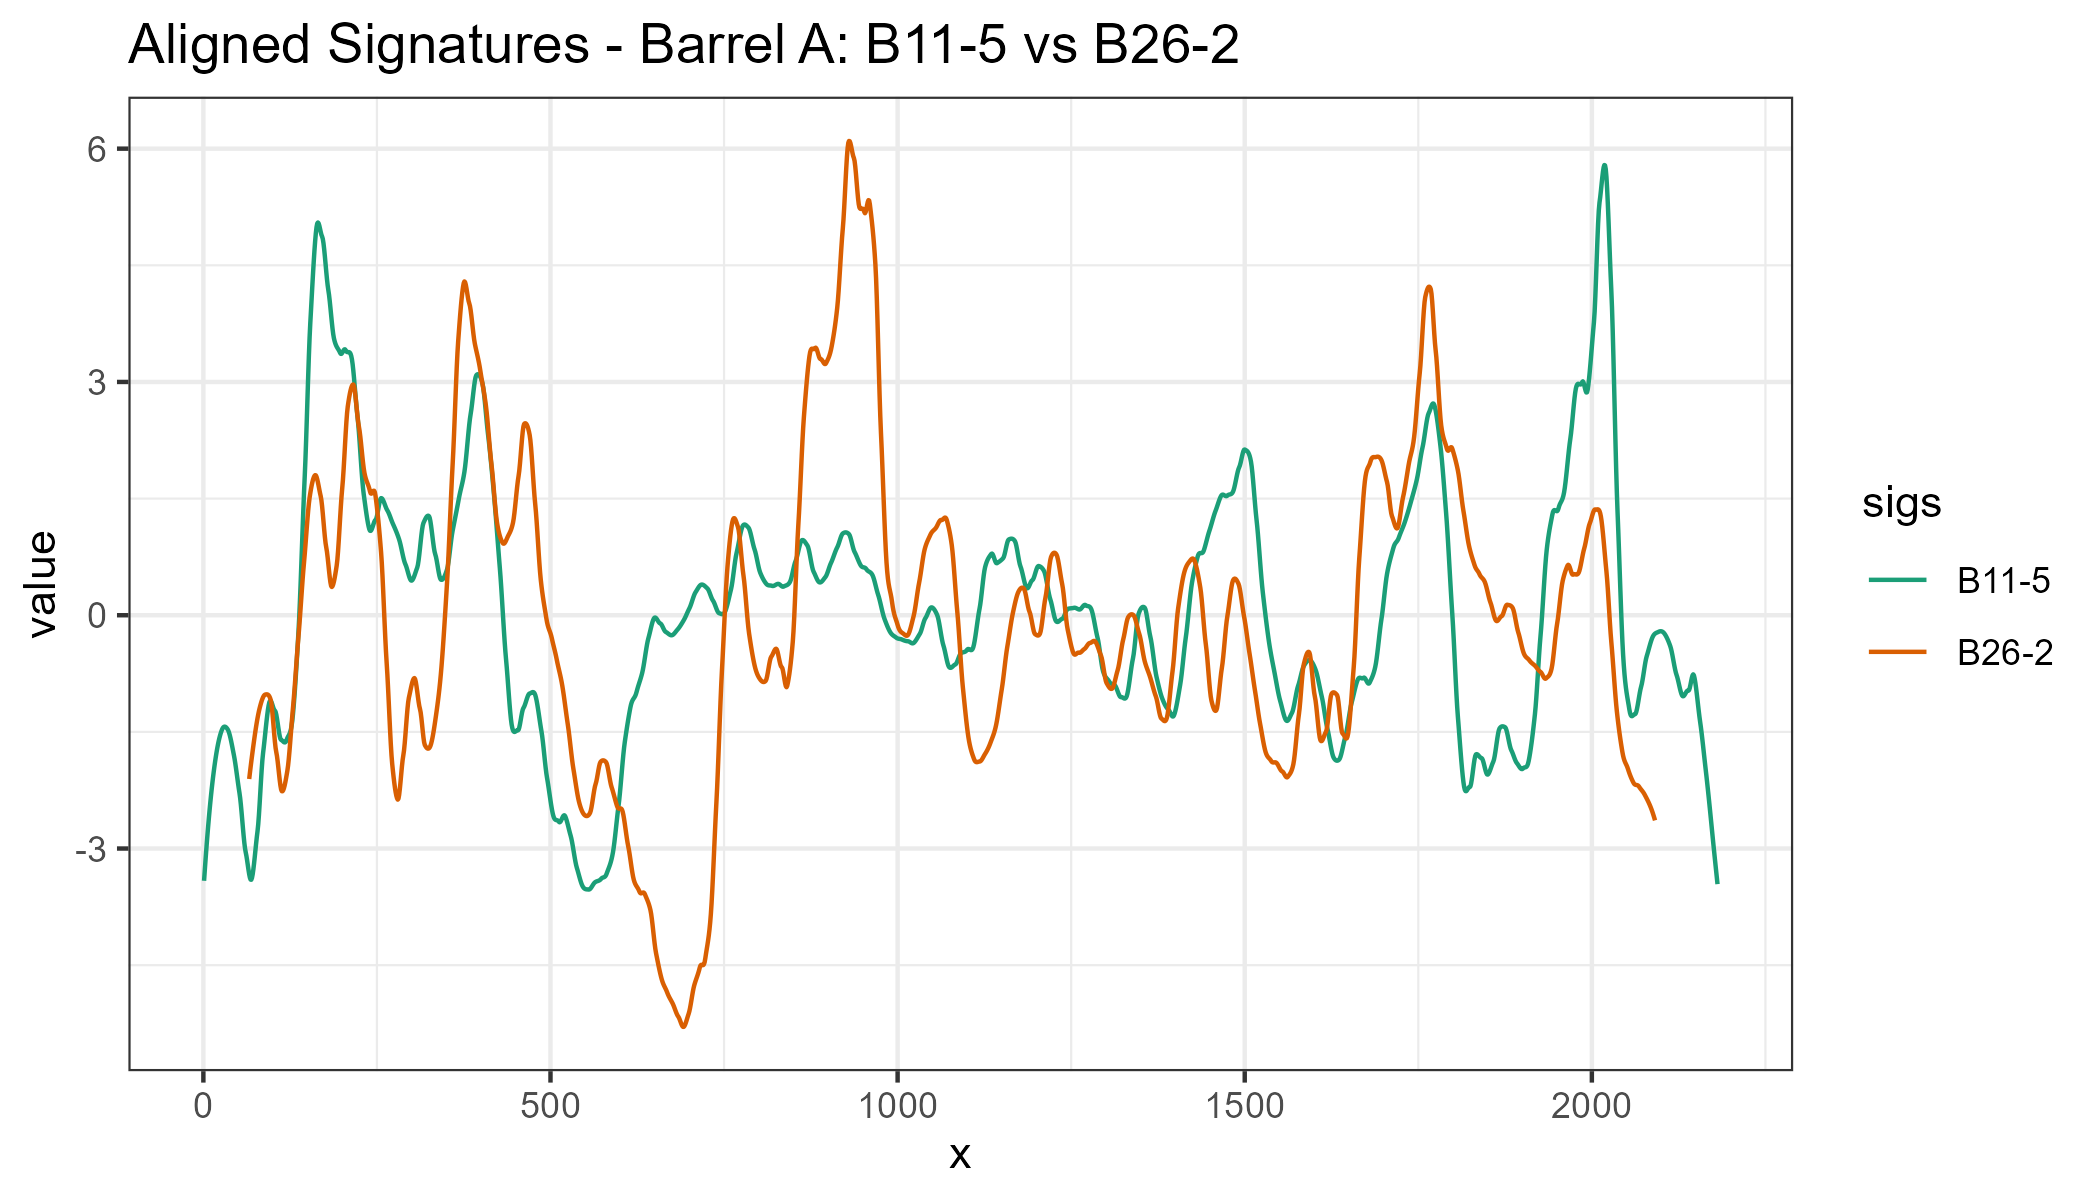 Aligned Signatures - Barrel A: B11-5 vs B26-2
6
3
0
-3
value
0 500 1000 1500 2000
x
sigs
B11-5
B26-2